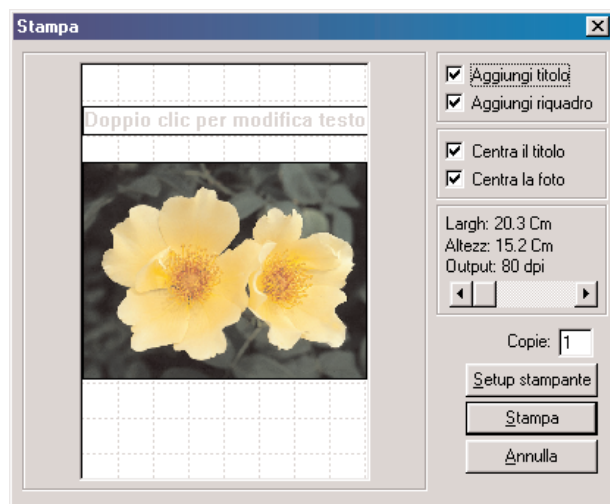 Stampa
Doppio clic per modifica testo
Aggiungi titolo
Aggiungi riquadro
Centra il titolo
Centra la foto
Largh: 20.3 Cm
Altezz: 15.2 Cm
Output: 80 dpi
Copie: 1
Setup stampante
Stampa
Annulla